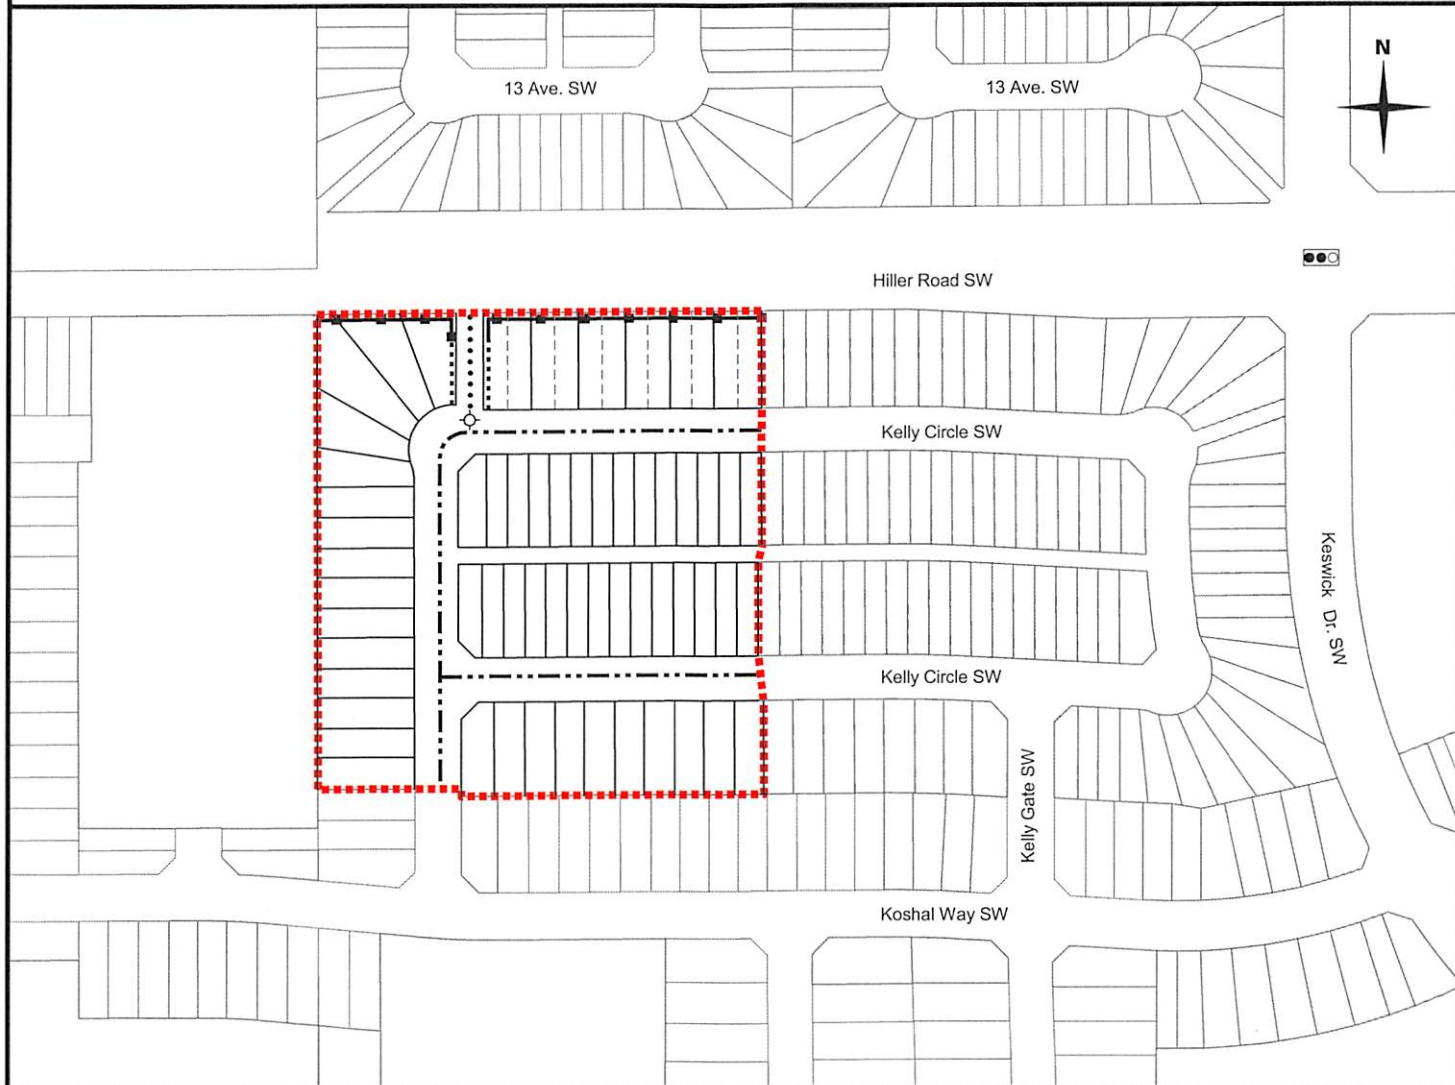 N
13 Ave. SW
13 Ave. SW
Hiller Road SW
Kelly Circle SW
Keswick Dr. SW
Kelly Circle SW
Kelly Gate SW
Koshal Way SW